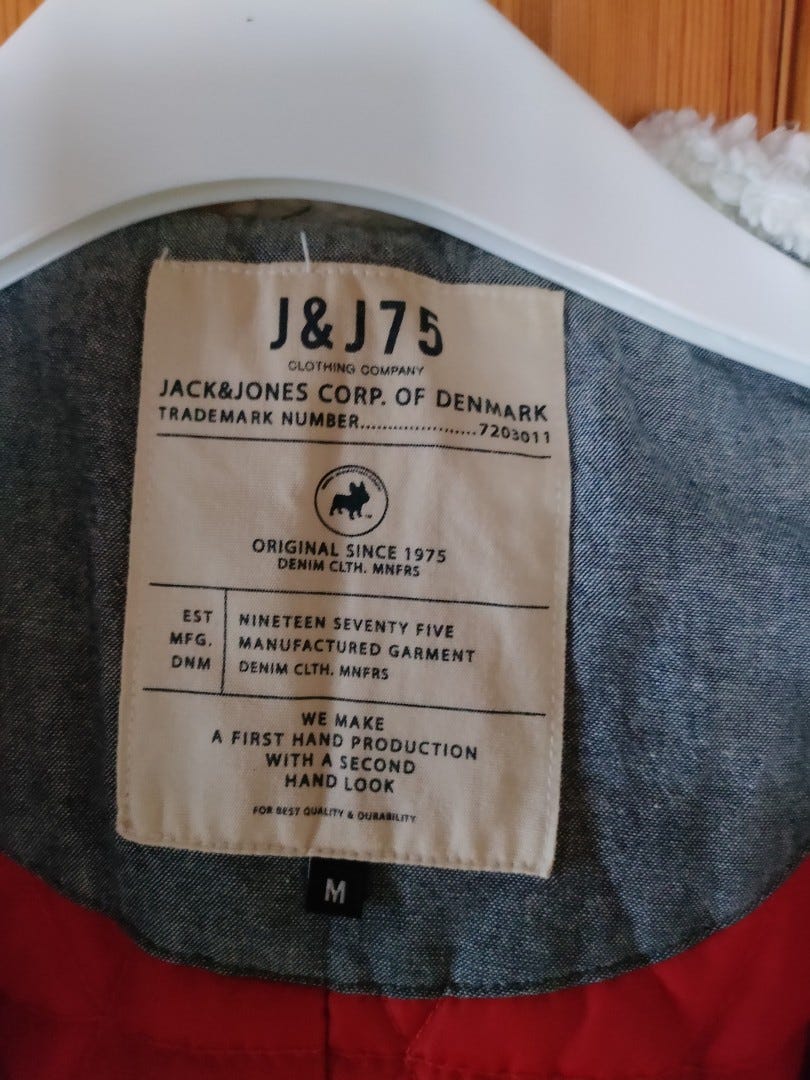 J&J75
CLOTHING COMPANY
JACK&JONES CORP. OF DENMARK
TRADEMARK NUMBER.....................7203011
ORIGINAL SINCE 1975
DENIM CLTH. MNFRS
EST NINETEEN SEVENTY FIVE
MFG. MANUFACTURED GARMENT
DNM DENIM CLTH. MNFRS
WE MAKE
A FIRST HAND PRODUCTION
WITH A SECOND
HAND LOOK
FOR BEST QUALITY & DURABILITY
M